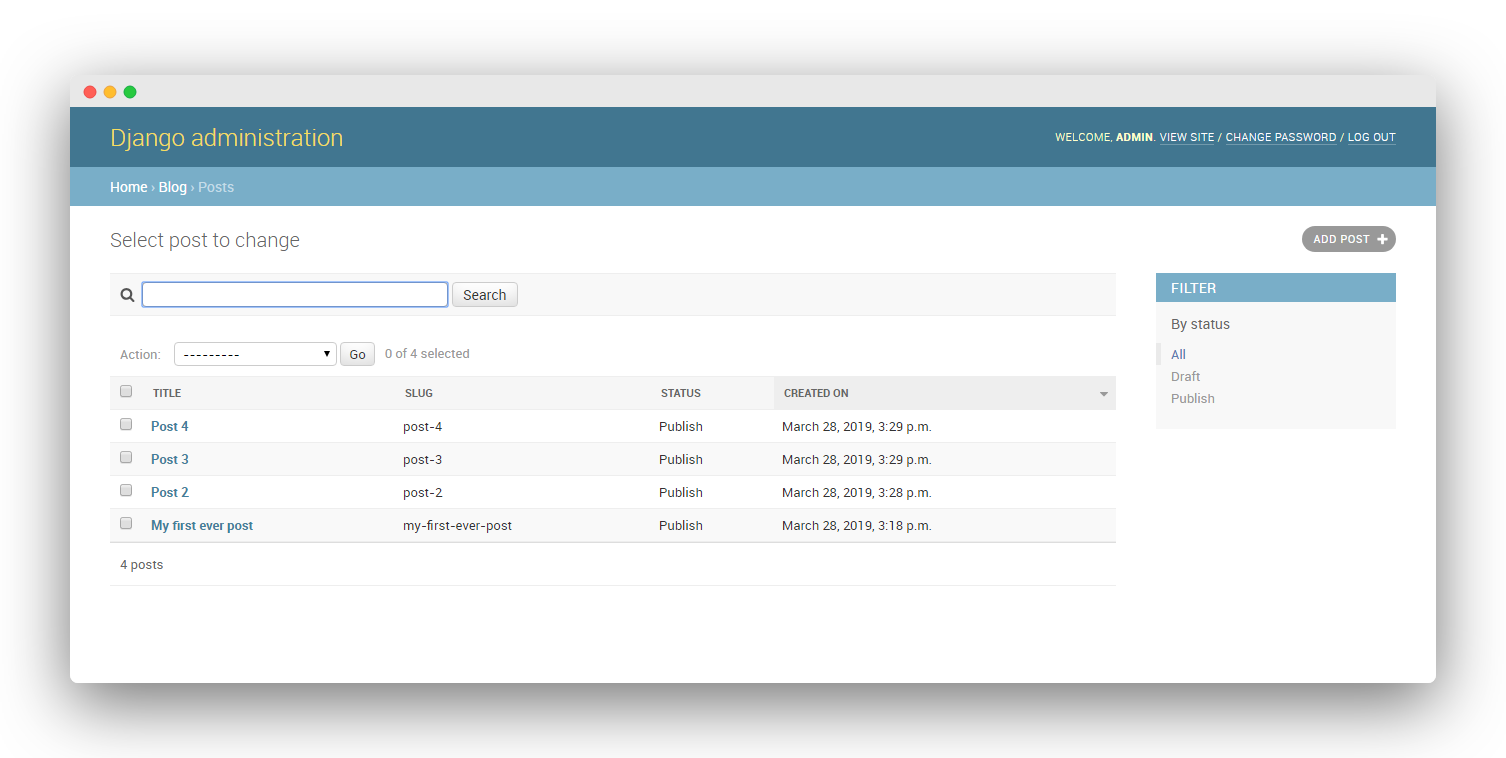 Django administration
WELCOME, ADMIN. VIEW SITE / CHANGE PASSWORD / LOG OUT
Home › Blog › Posts
Select post to change
ADD POST +
Search
Action: --------- Go 0 of 4 selected
TITLE SLUG STATUS CREATED ON
Post 4 post-4 Publish March 28, 2019, 3:29 p.m.
Post 3 post-3 Publish March 28, 2019, 3:29 p.m.
Post 2 post-2 Publish March 28, 2019, 3:28 p.m.
My first ever post my-first-ever-post Publish March 28, 2019, 3:18 p.m.
4 posts
FILTER
By status
All
Draft
Publish